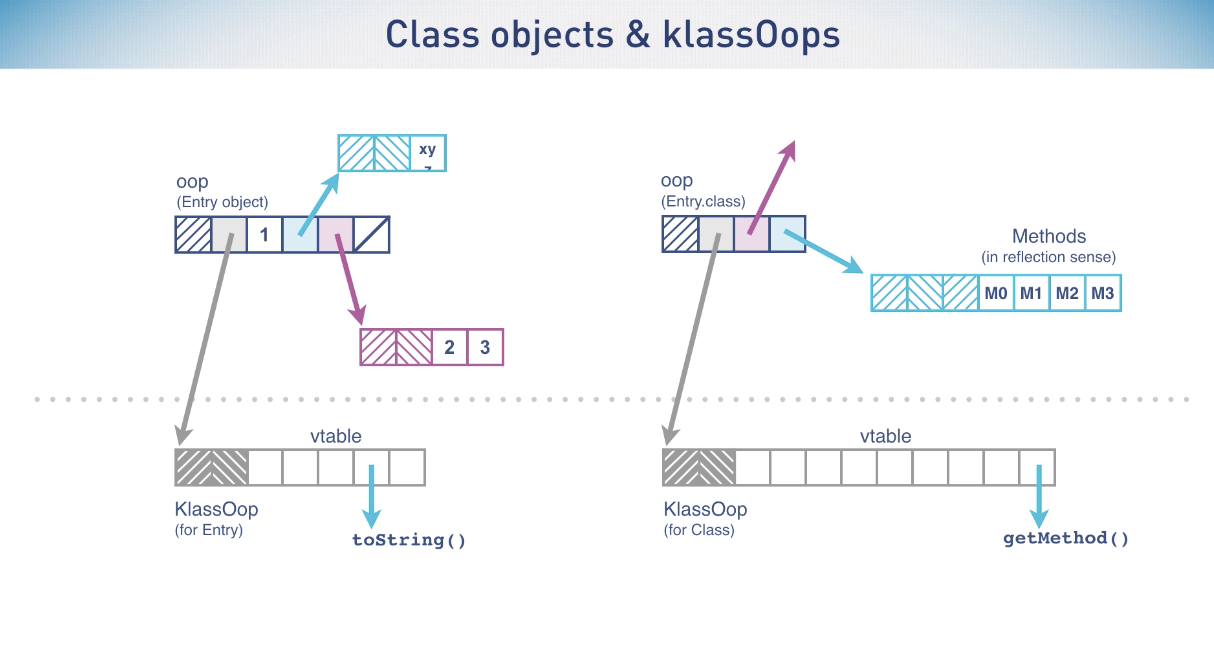 Class objects & klassOops
xy
oop
(Entry object)
1
2 3
oop
(Entry.class)
Methods
(in reflection sense)
M0 M1 M2 M3
vtable
KlassOop
(for Entry)
toString()
vtable
KlassOop
(for Class)
getMethod()